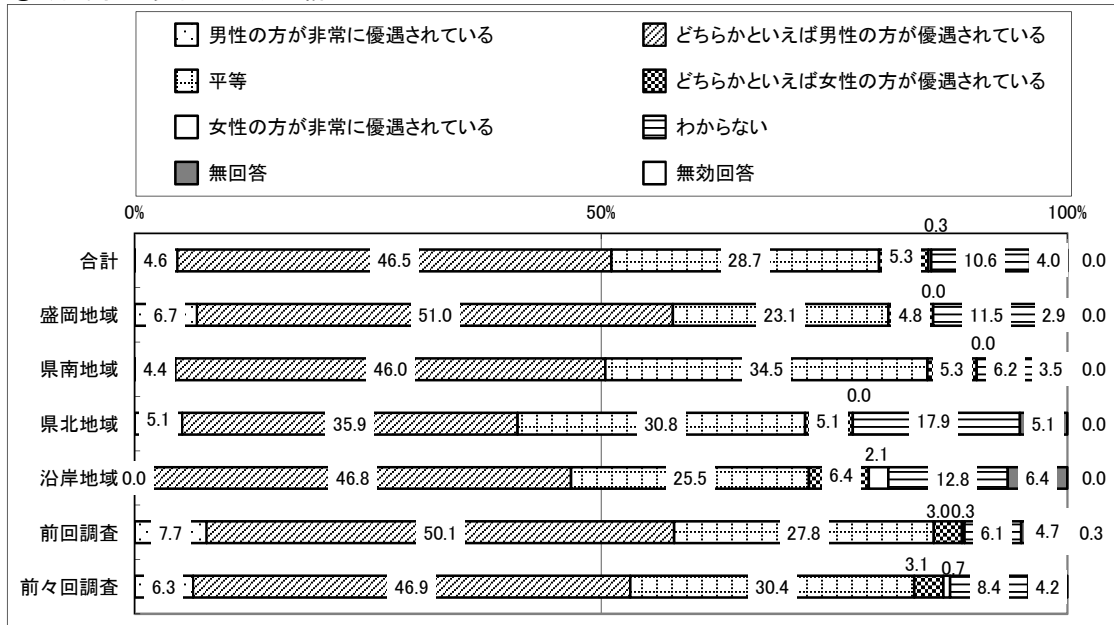 男性の方が非常に優遇されている どちらかといえば男性の方が優遇されている
平等 どちらかといえば女性の方が優遇されている
女性の方が非常に優遇されている わからない
無回答 無効回答
0% 50% 100%
0.3
合計 4.6 46.5 28.7 5.3 10.6 4.0 0.0
0.0
盛岡地域 6.7 51.0 23.1 4.8 11.5 2.9 0.0
0.0
県南地域 4.4 46.0 34.5 5.3 6.2 3.5 0.0
0.0
県北地域 5.1 35.9 30.8 5.1 17.9 5.1 0.0
2.1
沿岸地域 0.0 46.8 25.5 6.4 12.8 6.4 0.0
3.0 0.3
前回調査 7.7 50.1 27.8 6.1 4.7 0.3
3.1 0.7
前々回調査 6.3 46.9 30.4 8.4 4.2